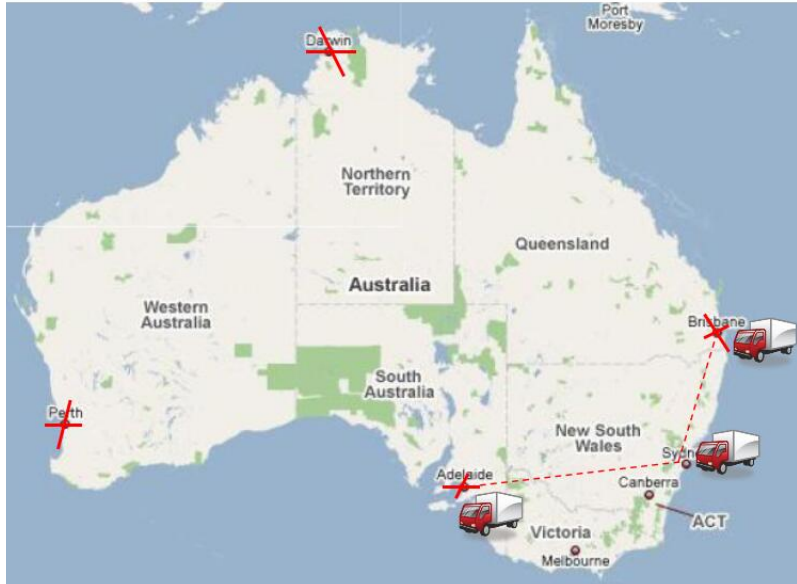 Port
Moresby
Darwin
Northern
Territory
Queensland
Australia
Western
Australia
Brisbane
South
Australia
Perth
New South
Wales
Adelaide
Canberra
ACT
Victoria
Melbourne